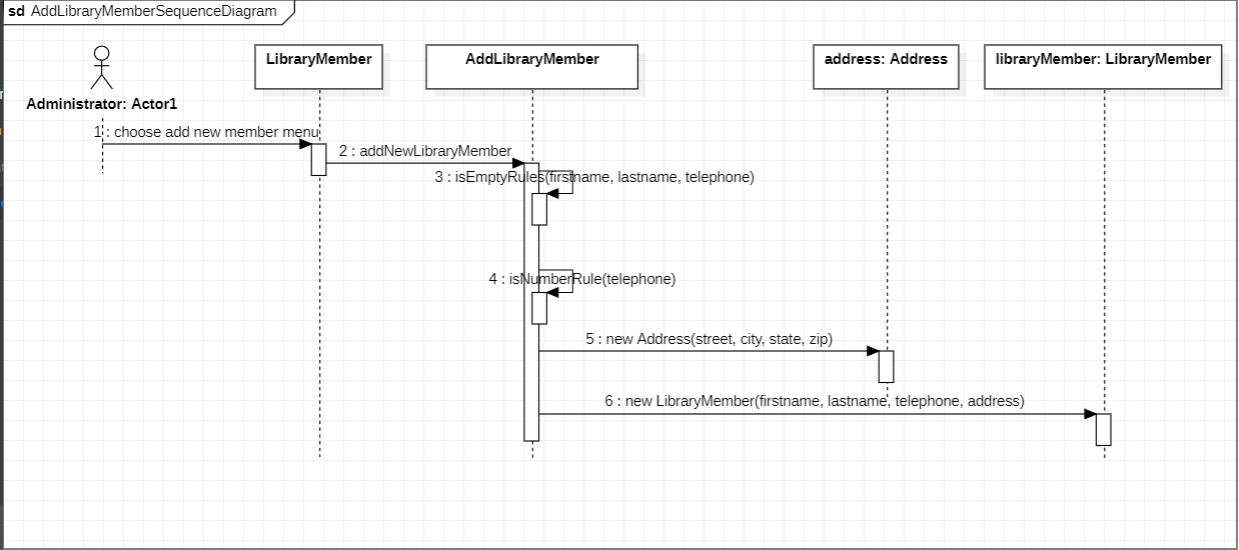 sd AddLibraryMemberSequenceDiagram
LibraryMember
AddLibraryMember
address: Address
libraryMember: LibraryMember
Administrator: Actor1
1 : choose add new member menu
2 : addNewLibraryMember
3 : isEmptyRules(firstname, lastname, telephone)
4 : isNumberRule(telephone)
5 : new Address(street, city, state, zip)
6 : new LibraryMember(firstname, lastname, telephone, address)